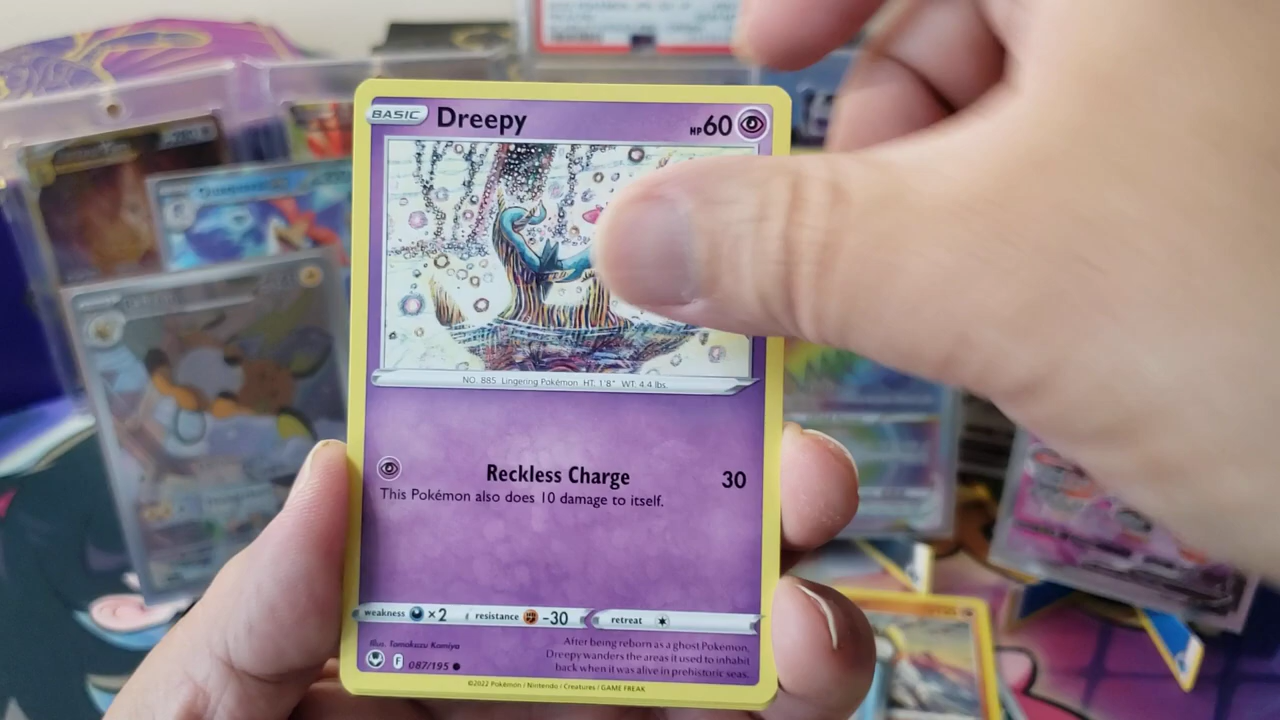 BASIC Dreepy HP 60
NO. 885 Lingering Pokémon HT: 1'8" WT: 4.4 lbs.
Reckless Charge 30
This Pokémon also does 10 damage to itself.
weakness ×2 resistance -30 retreat
Illus. Tomokazu Komiya
F 087/195
After being reborn as a ghost Pokémon,
Dreepy wanders the areas it used to inhabit
back when it was alive in prehistoric seas.
©2022 Pokémon / Nintendo / Creatures / GAME FREAK